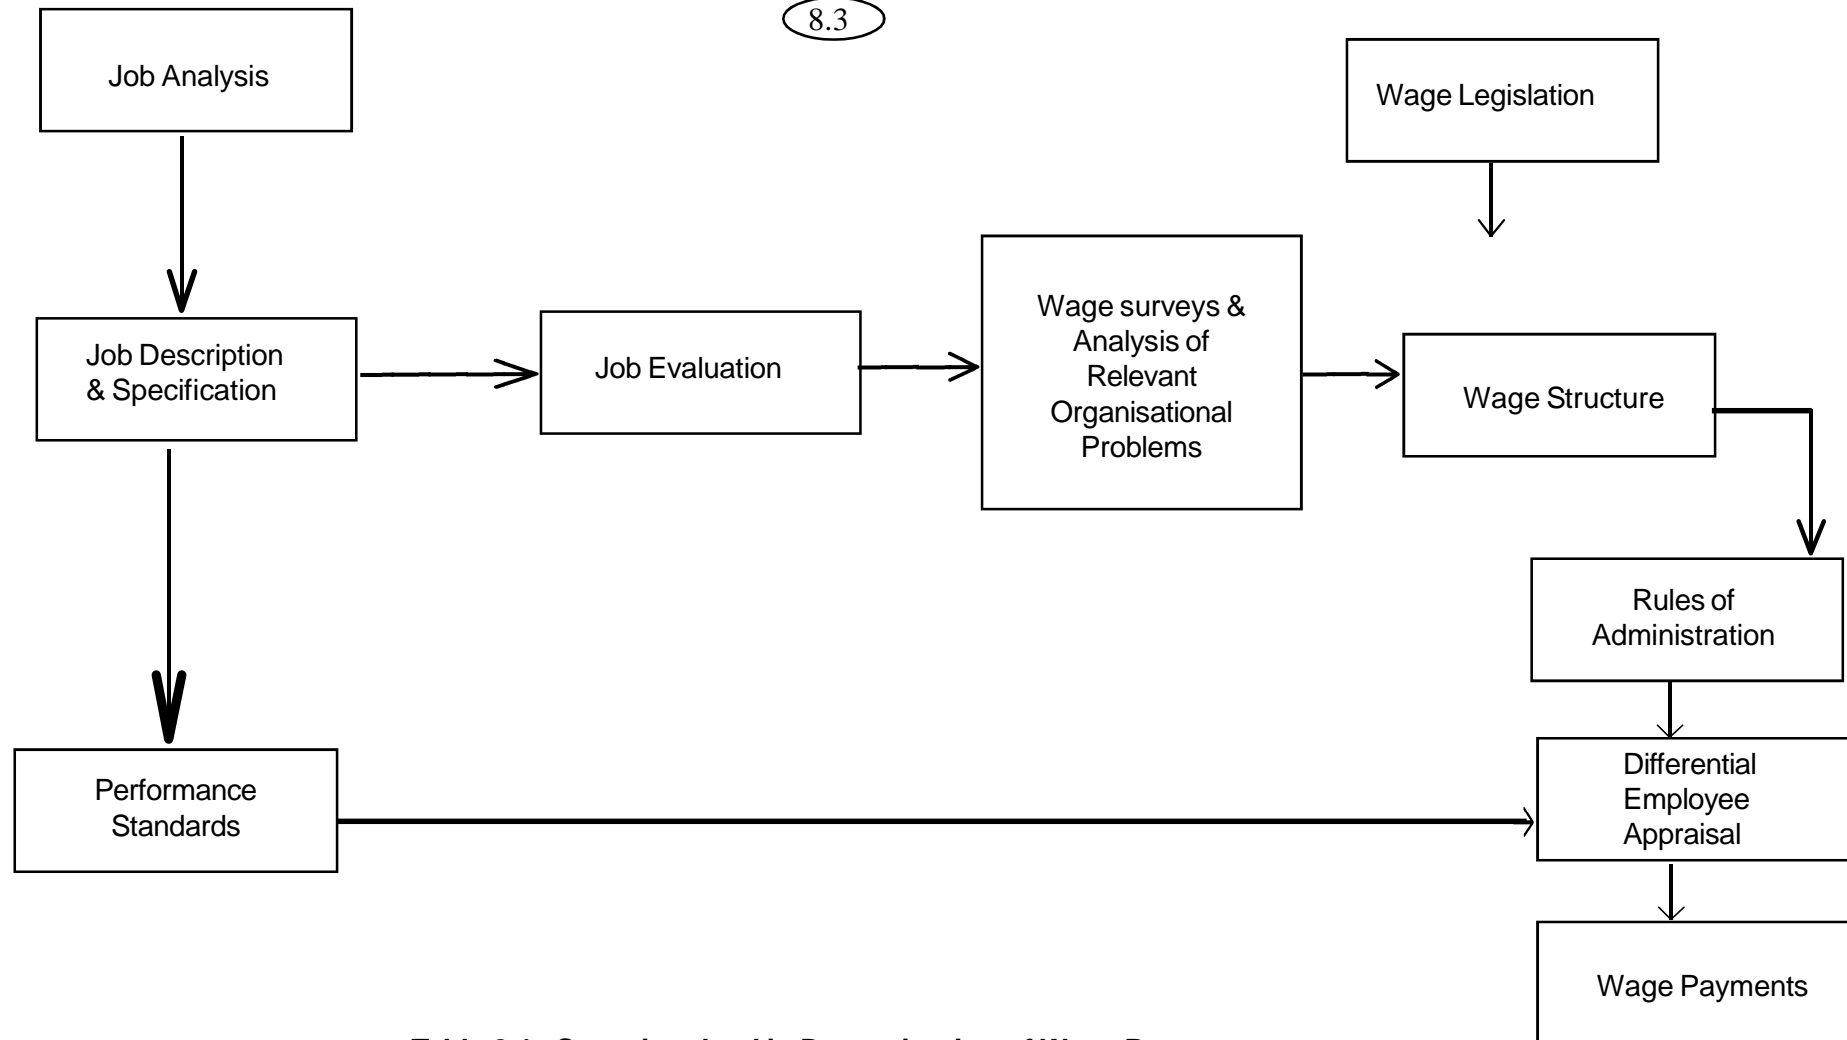 8.3
Job Analysis
Wage Legislation
Job Description
& Specification
Job Evaluation
Wage surveys &
Analysis of
Relevant
Organisational
Problems
Wage Structure
Rules of
Administration
Performance
Standards
Differential
Employee
Appraisal
Wage Payments